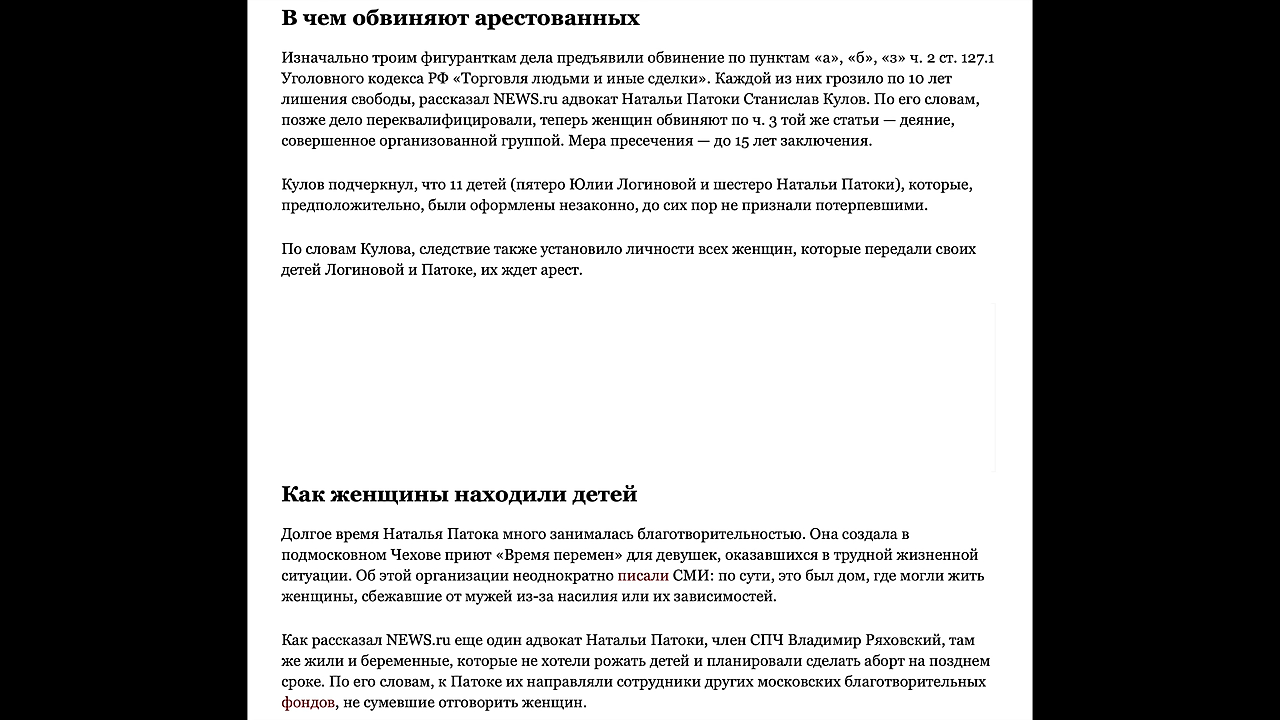 В чем обвиняют арестованных
Изначально троим фигуранткам дела предъявили обвинение по пунктам «а», «б», «з» ч. 2 ст. 127.1
Уголовного кодекса РФ «Торговля людьми и иные сделки». Каждой из них грозило по 10 лет
лишения свободы, рассказал NEWS.ru адвокат Натальи Патоки Станислав Кулов. По его словам,
позже дело переквалифицировали, теперь женщин обвиняют по ч. 3 той же статьи — деяние,
совершенное организованной группой. Мера пресечения — до 15 лет заключения.
Кулов подчеркнул, что 11 детей (пятеро Юлии Логиновой и шестеро Натальи Патоки), которые,
предположительно, были оформлены незаконно, до сих пор не признали потерпевшими.
По словам Кулова, следствие также установило личности всех женщин, которые передали своих
детей Логиновой и Патоке, их ждет арест.
Как женщины находили детей
Долгое время Наталья Патока много занималась благотворительностью. Она создала в
подмосковном Чехове приют «Время перемен» для девушек, оказавшихся в трудной жизненной
ситуации. Об этой организации неоднократно писали СМИ: по сути, это был дом, где могли жить
женщины, сбежавшие от мужей из-за насилия или их зависимостей.
Как рассказал NEWS.ru еще один адвокат Натальи Патоки, член СПЧ Владимир Ряховский, там
же жили и беременные, которые не хотели рожать детей и планировали сделать аборт на позднем
сроке. По его словам, к Патоке их направляли сотрудники других московских благотворительных
фондов, не сумевшие отговорить женщин.